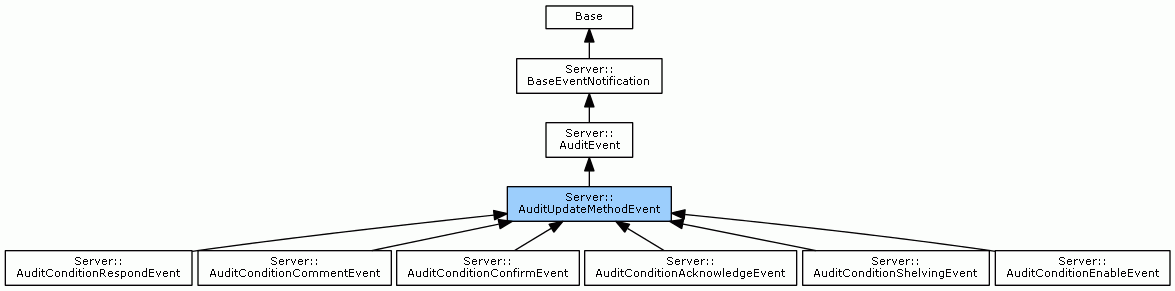 Base
Server::
BaseEventNotification
Server::
AuditEvent
Server::
AuditUpdateMethodEvent
Server::
AuditConditionRespondEvent
Server::
AuditConditionCommentEvent
Server::
AuditConditionConfirmEvent
Server::
AuditConditionAcknowledgeEvent
Server::
AuditConditionShelvingEvent
Server::
AuditConditionEnableEvent